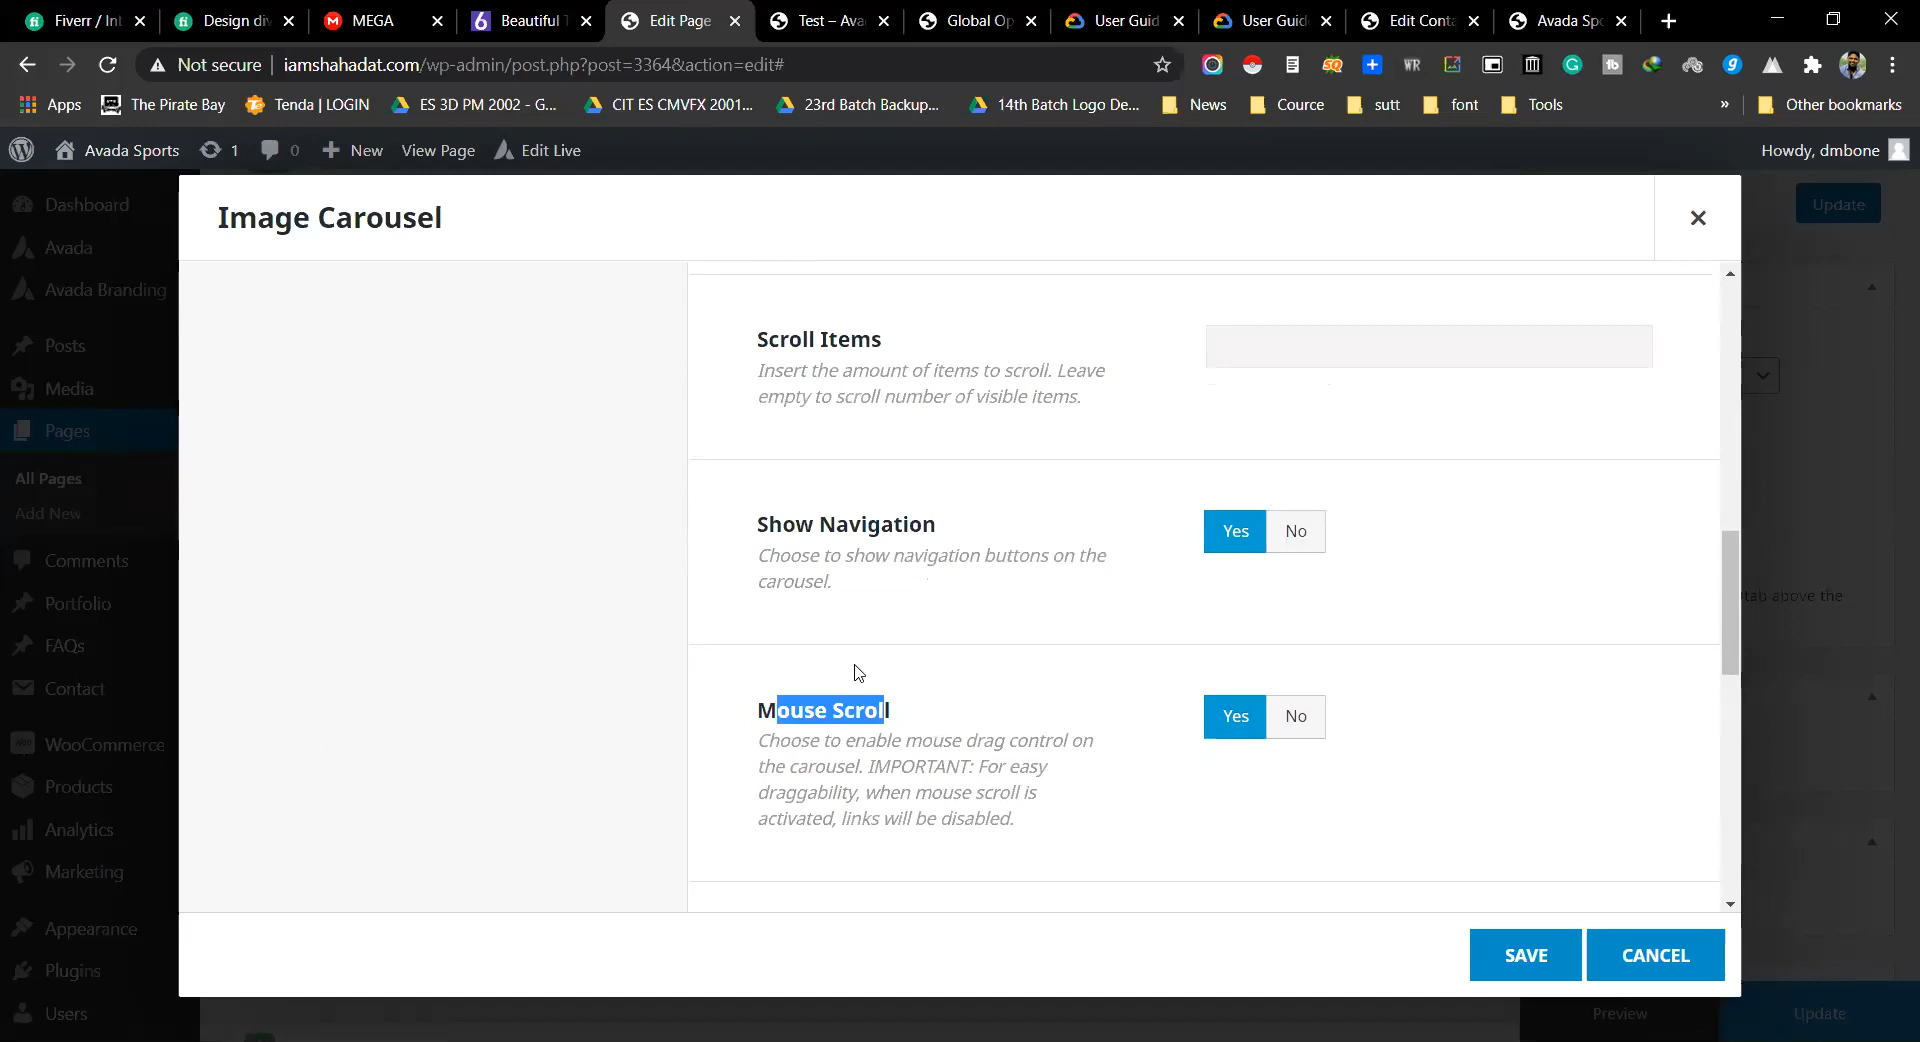 Fiverr / Int
Design div
MEGA
Beautiful T
Edit Page
Test – Ava
Global Op
User Guid
User Guid
Edit Conta
Avada Spo
Not secure
iamshahadat.com/wp-admin/post.php?post=3364&action=edit#
Apps
The Pirate Bay
Tenda | LOGIN
ES 3D PM 2002 - G...
CIT ES CMVFX 2001...
23rd Batch Backup...
14th Batch Logo De...
News
Cource
sutt
font
Tools
»
Other bookmarks
Avada Sports
1
0
New
View Page
Edit Live
Howdy, dmbone
Dashboard
Avada
Avada Branding
Posts
Media
Pages
All Pages
Add New
Comments
Portfolio
FAQs
Contact
WooCommerce
Products
Analytics
Marketing
Appearance
Plugins
Users
Image Carousel
Update
Scroll Items
Insert the amount of items to scroll. Leave
empty to scroll number of visible items.
Show Navigation
Choose to show navigation buttons on the
carousel.
Yes
No
tab above the
Mouse Scroll
Choose to enable mouse drag control on
the carousel. IMPORTANT: For easy
draggability, when mouse scroll is
activated, links will be disabled.
Yes
No
SAVE
CANCEL
Preview
Update